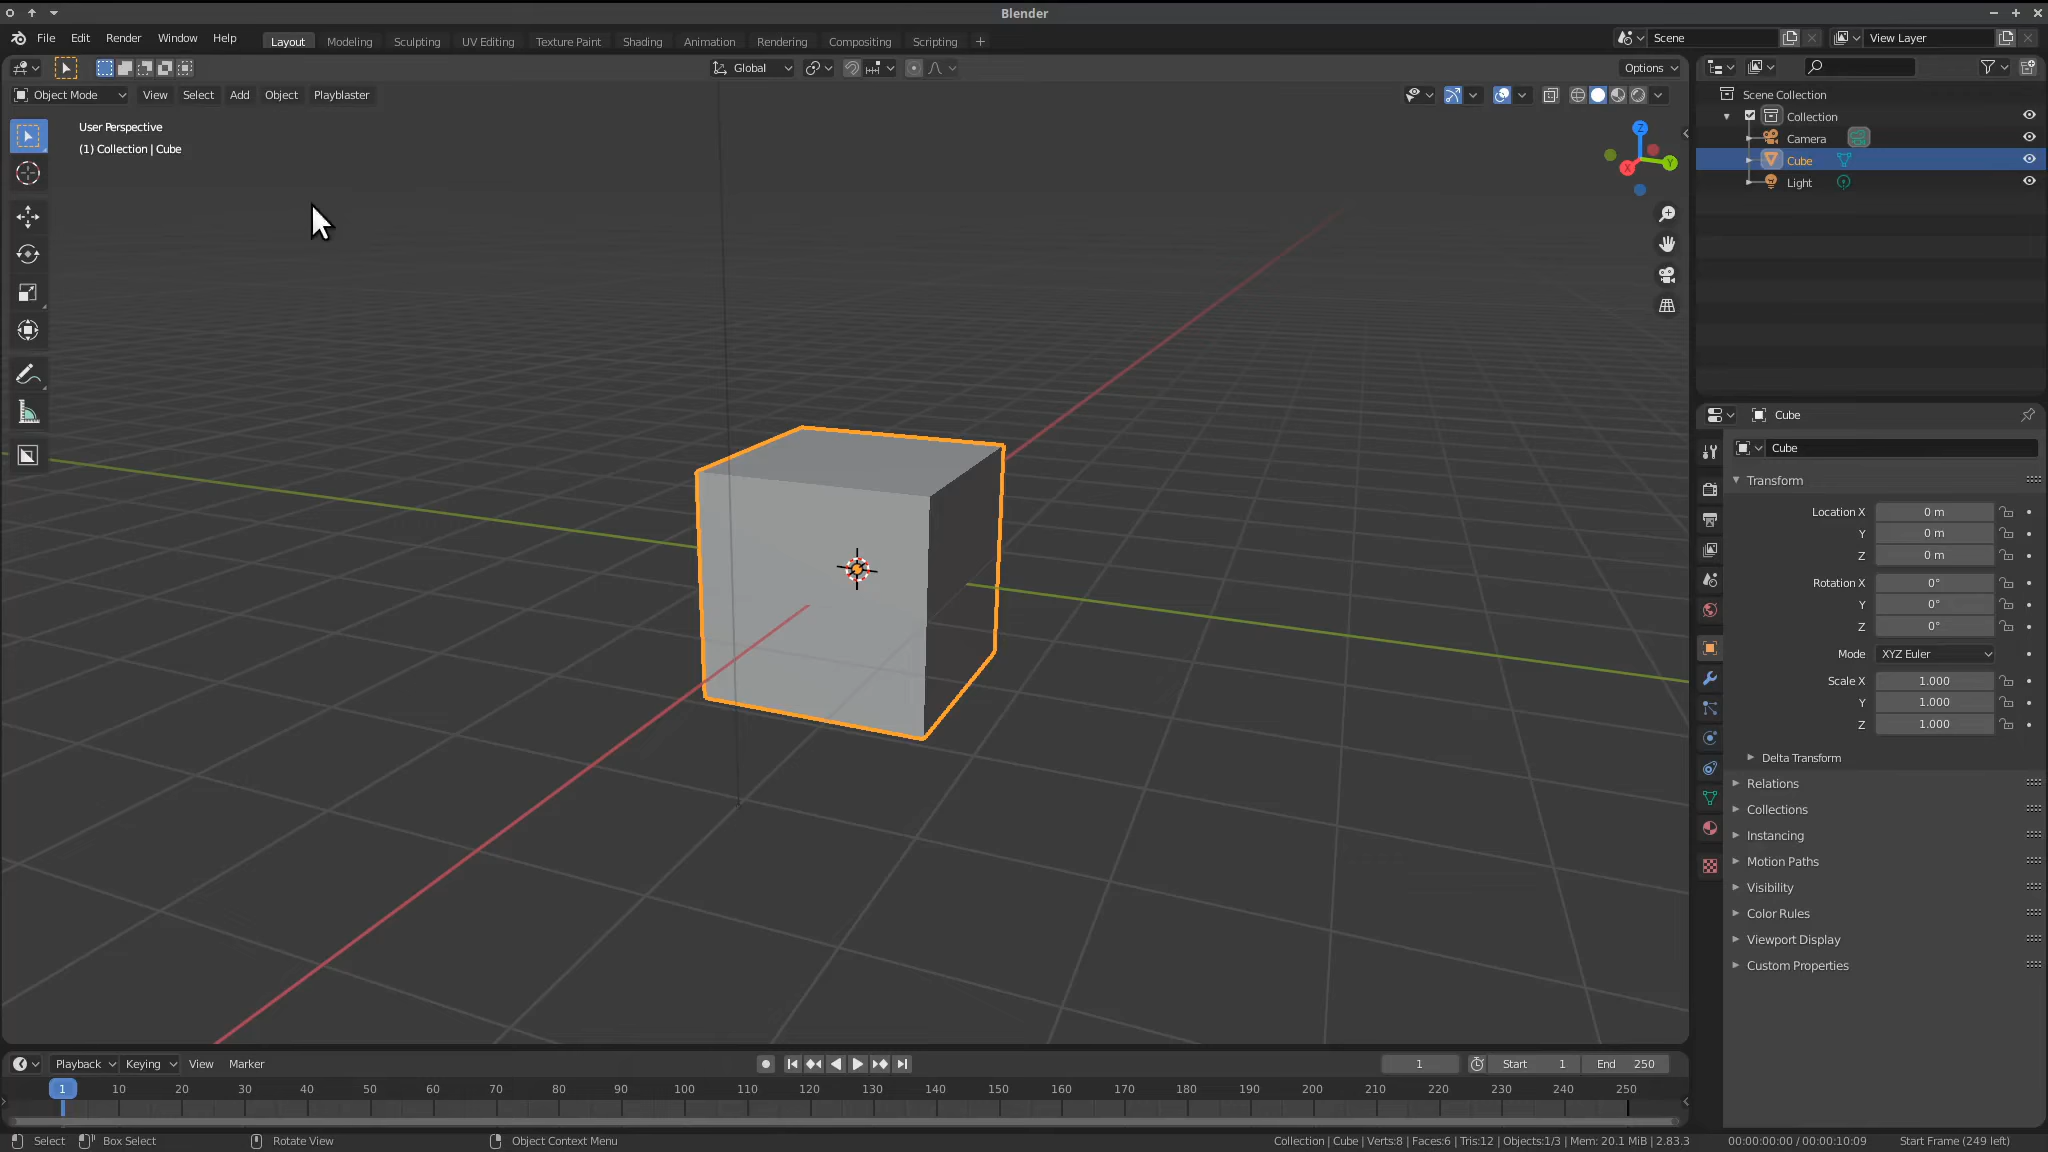 Blender
File Edit Render Window Help Layout Modeling Sculpting UV Editing Texture Paint Shading Animation Rendering Compositing Scripting + Scene View Layer
Global Options
Object Mode View Select Add Object Playblaster
User Perspective
(1) Collection | Cube
Z
Y
X
Scene Collection
Collection
Camera
Cube
Light
Cube
Cube
Transform
Location X 0 m
Y 0 m
Z 0 m
Rotation X 0°
Y 0°
Z 0°
Mode XYZ Euler
Scale X 1.000
Y 1.000
Z 1.000
Delta Transform
Relations
Collections
Instancing
Motion Paths
Visibility
Color Rules
Viewport Display
Custom Properties
Playback Keying View Marker 1 Start 1 End 250
1 10 20 30 40 50 60 70 80 90 100 110 120 130 140 150 160 170 180 190 200 210 220 230 240 250
Select Box Select Rotate View Object Context Menu Collection | Cube | Verts:8 | Faces:6 | Tris:12 | Objects:1/3 | Mem: 20.1 MiB | 2.83.3 00:00:00:00 / 00:00:10:09 Start Frame (249 left)